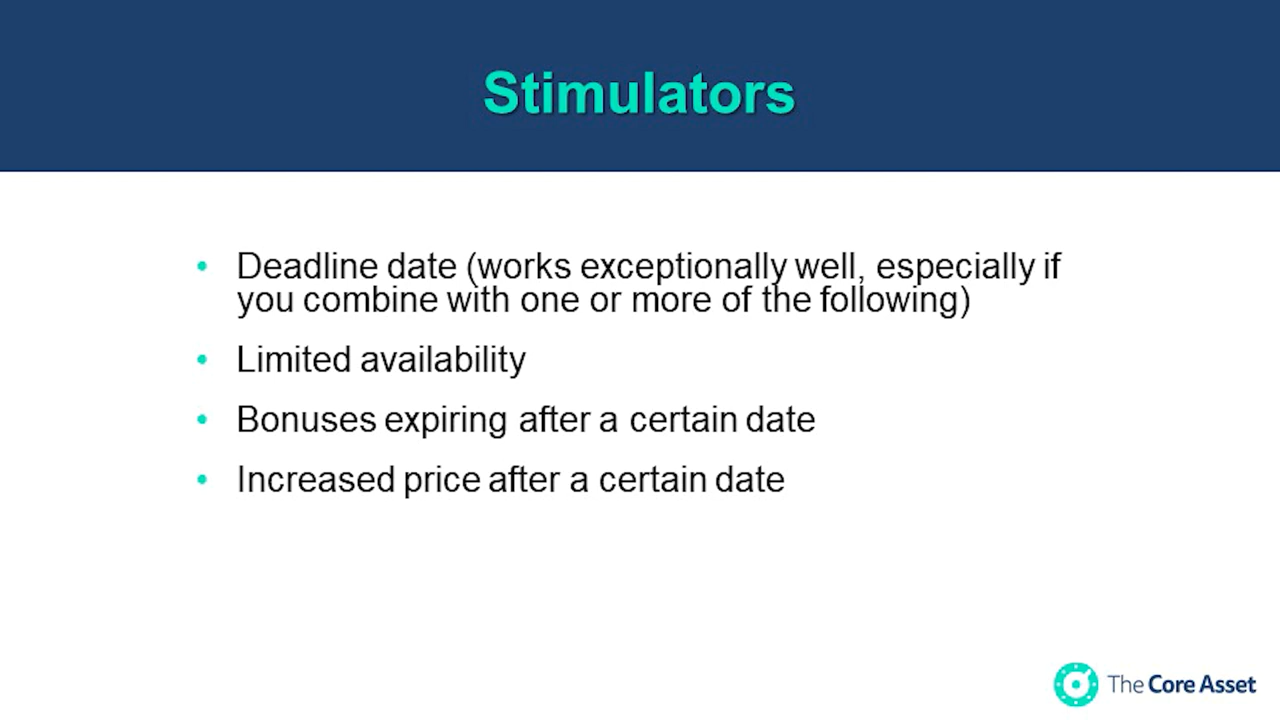 Stimulators
• Deadline date (works exceptionally well, especially if
you combine with one or more of the following)
• Limited availability
• Bonuses expiring after a certain date
• Increased price after a certain date
The Core Asset